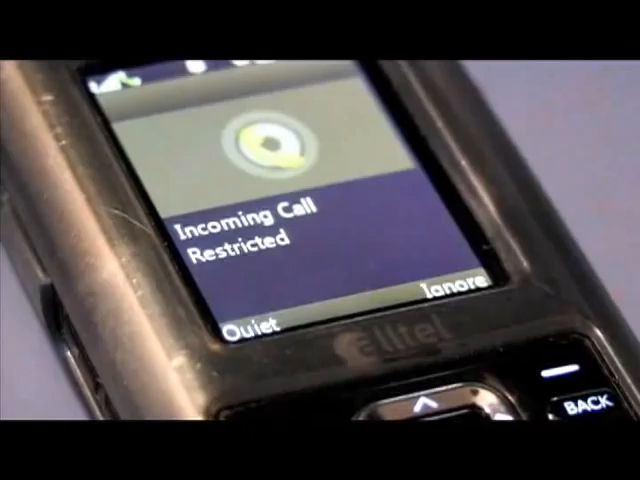 Incoming Call
Restricted
Quiet
Ignore
alltel
BACK